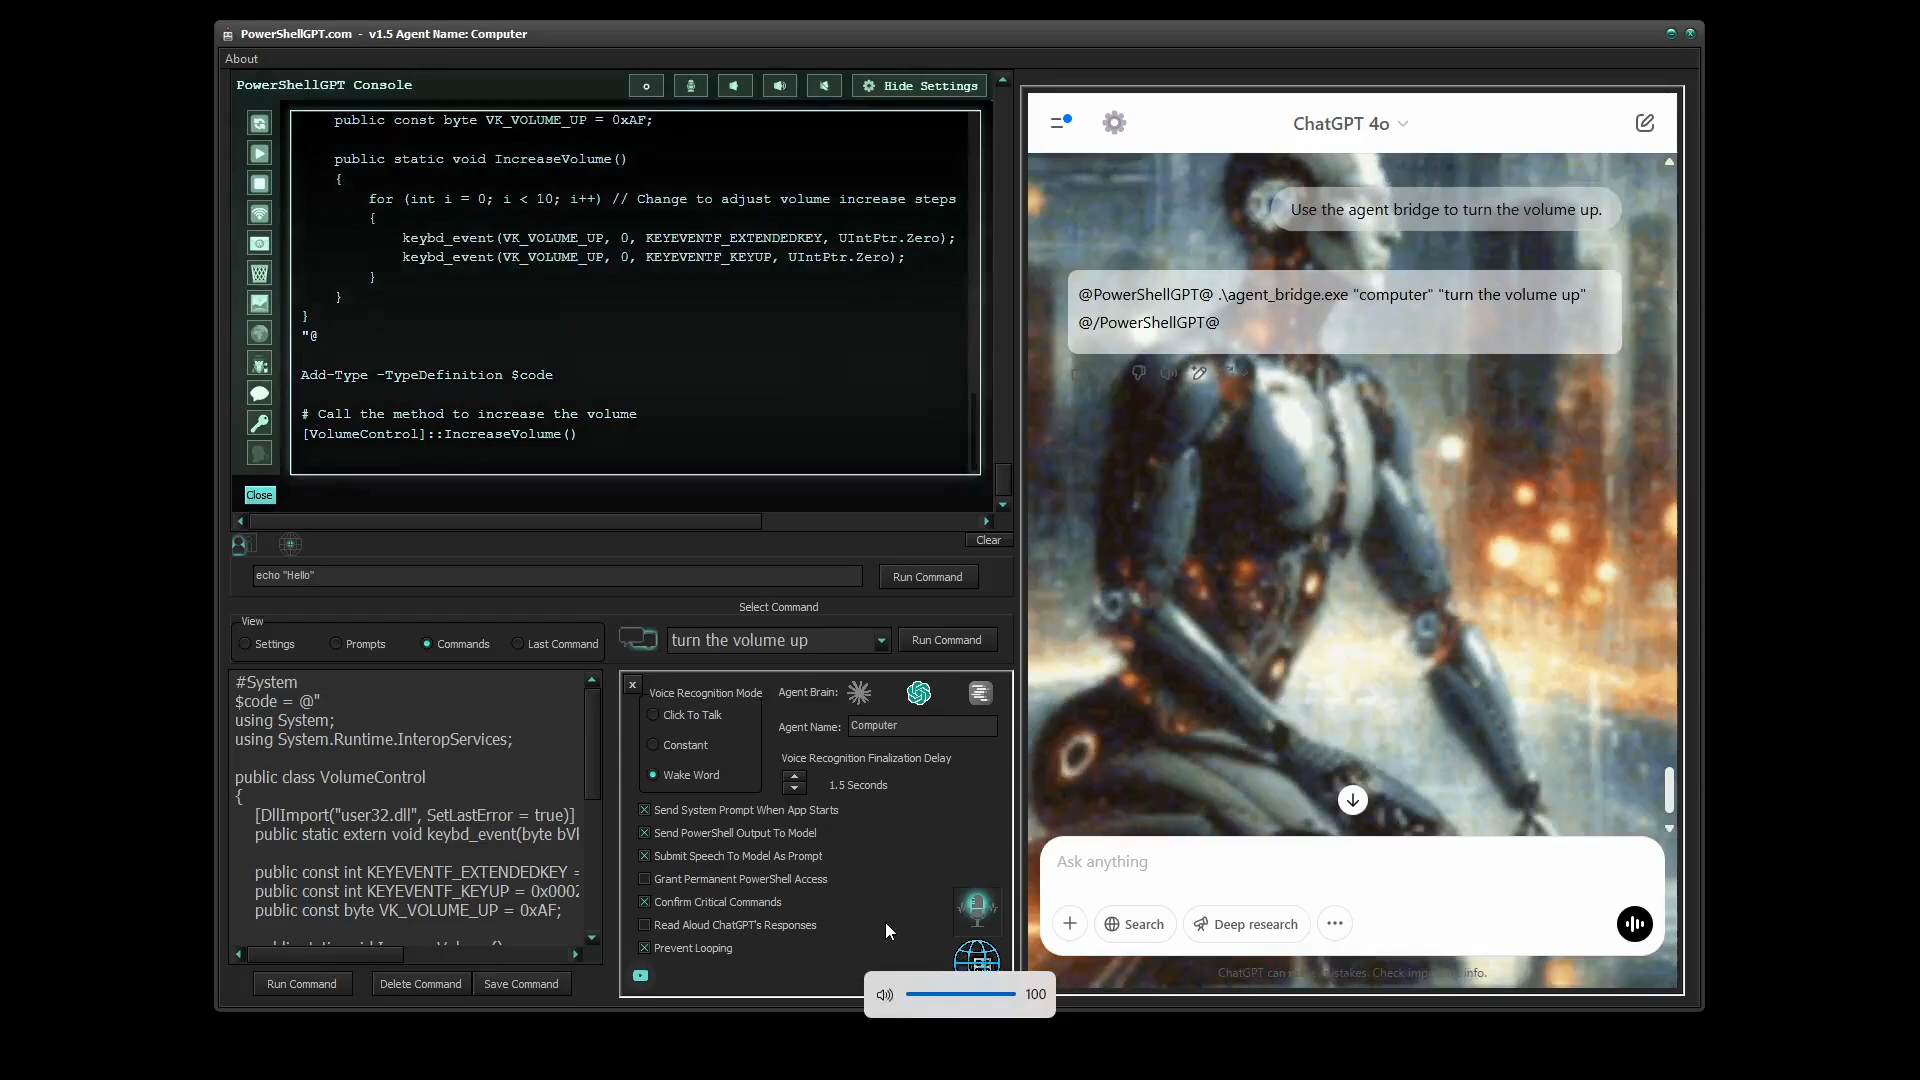 PowerShellGPT.com - v1.5 Agent Name: Computer
About
PowerShellGPT Console
Hide Settings
public const byte VK_VOLUME_UP = 0xAF;
public static void IncreaseVolume()
{
for (int i = 0; i < 10; i++) // Change to adjust volume increase steps
{
keybd_event(VK_VOLUME_UP, 0, KEYEVENTF_EXTENDEDKEY, UIntPtr.Zero);
keybd_event(VK_VOLUME_UP, 0, KEYEVENTF_KEYUP, UIntPtr.Zero);
}
}
}
"@
Add-Type -TypeDefinition $code
# Call the method to increase the volume
[VolumeControl]::IncreaseVolume()
Close
Clear
echo "Hello"
Run Command
Select Command
View
Settings
Prompts
Commands
Last Command
turn the volume up
Run Command
#System
$code = @"
using System;
using System.Runtime.InteropServices;
public class VolumeControl
{
[DllImport("user32.dll", SetLastError = true)]
public static extern void keybd_event(byte bV
public const int KEYEVENTF_EXTENDEDKEY =
public const int KEYEVENTF_KEYUP = 0x0002
public const byte VK_VOLUME_UP = 0xAF;
Run Command
Delete Command
Save Command
x
Voice Recognition Mode
Click To Talk
Constant
Wake Word
Agent Brain:
Agent Name:
Computer
Voice Recognition Finalization Delay
1.5 Seconds
Send System Prompt When App Starts
Send PowerShell Output To Model
Submit Speech To Model As Prompt
Grant Permanent PowerShell Access
Confirm Critical Commands
Read Aloud ChatGPT's Responses
Prevent Looping
100
ChatGPT 4o
Use the agent bridge to turn the volume up.
@PowerShellGPT@ .\agent_bridge.exe "computer" "turn the volume up"
@/PowerShellGPT@
Ask anything
Search
Deep research
ChatGPT can make mistakes. Check important info.